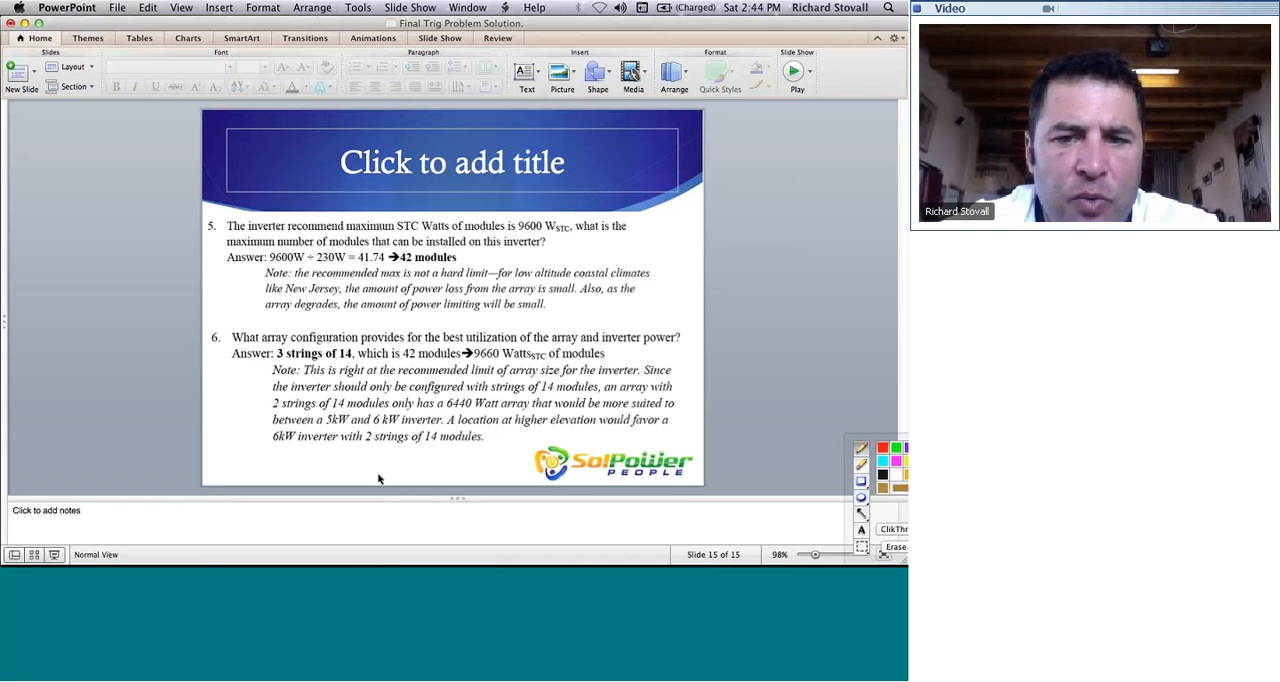 PowerPoint File Edit View Insert Format Arrange Tools Slide Show Window Help (Charged) Sat 2:44 PM Richard Stovall
Video
Final Trig Problem Solution.
Home Themes Tables Charts SmartArt Transitions Animations Slide Show Review
Slides Font Paragraph Insert Format Slide Show
Layout
Section
New Slide
B I U ABC A A
Text Picture Shape Media Arrange Quick Styles Play
Click to add title
5. The inverter recommend maximum STC Watts of modules is 9600 WSTC, what is the
maximum number of modules that can be installed on this inverter?
Answer: 9600W ÷ 230W = 41.74 ➔42 modules
Note: the recommended max is not a hard limit—for low altitude coastal climates
like New Jersey, the amount of power loss from the array is small. Also, as the
array degrades, the amount of power limiting will be small.
6. What array configuration provides for the best utilization of the array and inverter power?
Answer: 3 strings of 14, which is 42 modules➔9660 WattsSTC of modules
Note: This is right at the recommended limit of array size for the inverter. Since
the inverter should only be configured with strings of 14 modules, an array with
2 strings of 14 modules only has a 6440 Watt array that would be more suited to
between a 5kW and 6 kW inverter. A location at higher elevation would favor a
6kW inverter with 2 strings of 14 modules.
SolPower
PEOPLE
Click to add notes
Normal View Slide 15 of 15 98%
A
ClikThr
Erase
Richard Stovall